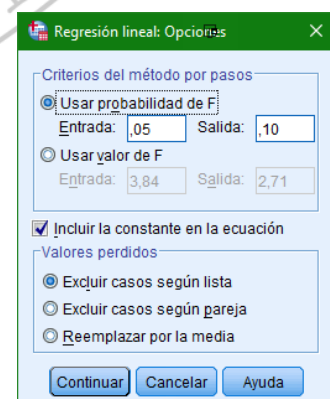 Regresión lineal: Opciones
Criterios del método por pasos
Usar probabilidad de F
Entrada: ,05 Salida: ,10
Usar valor de F
Entrada: 3,84 Salida: 2,71
Incluir la constante en la ecuación
Valores perdidos
Excluir casos según lista
Excluir casos según pareja
Reemplazar por la media
Continuar Cancelar Ayuda